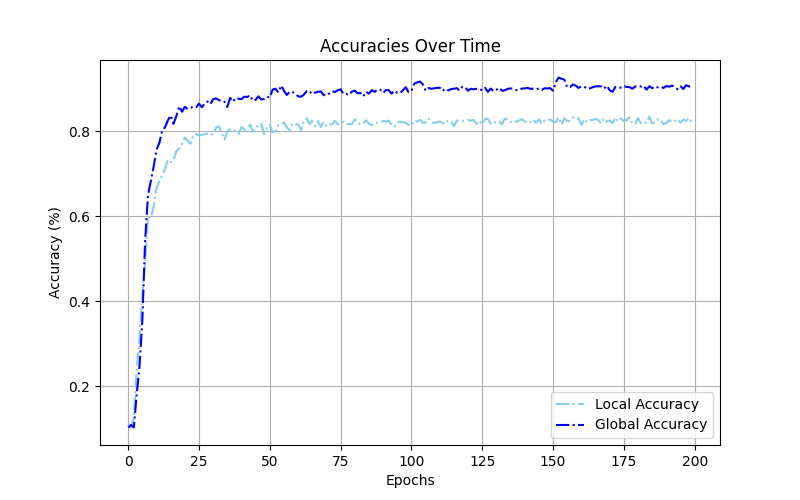 Accuracies Over Time
Accuracy (%)
0.8
0.6
0.4
0.2
0 25 50 75 100 125 150 175 200
Epochs
Local Accuracy
Global Accuracy